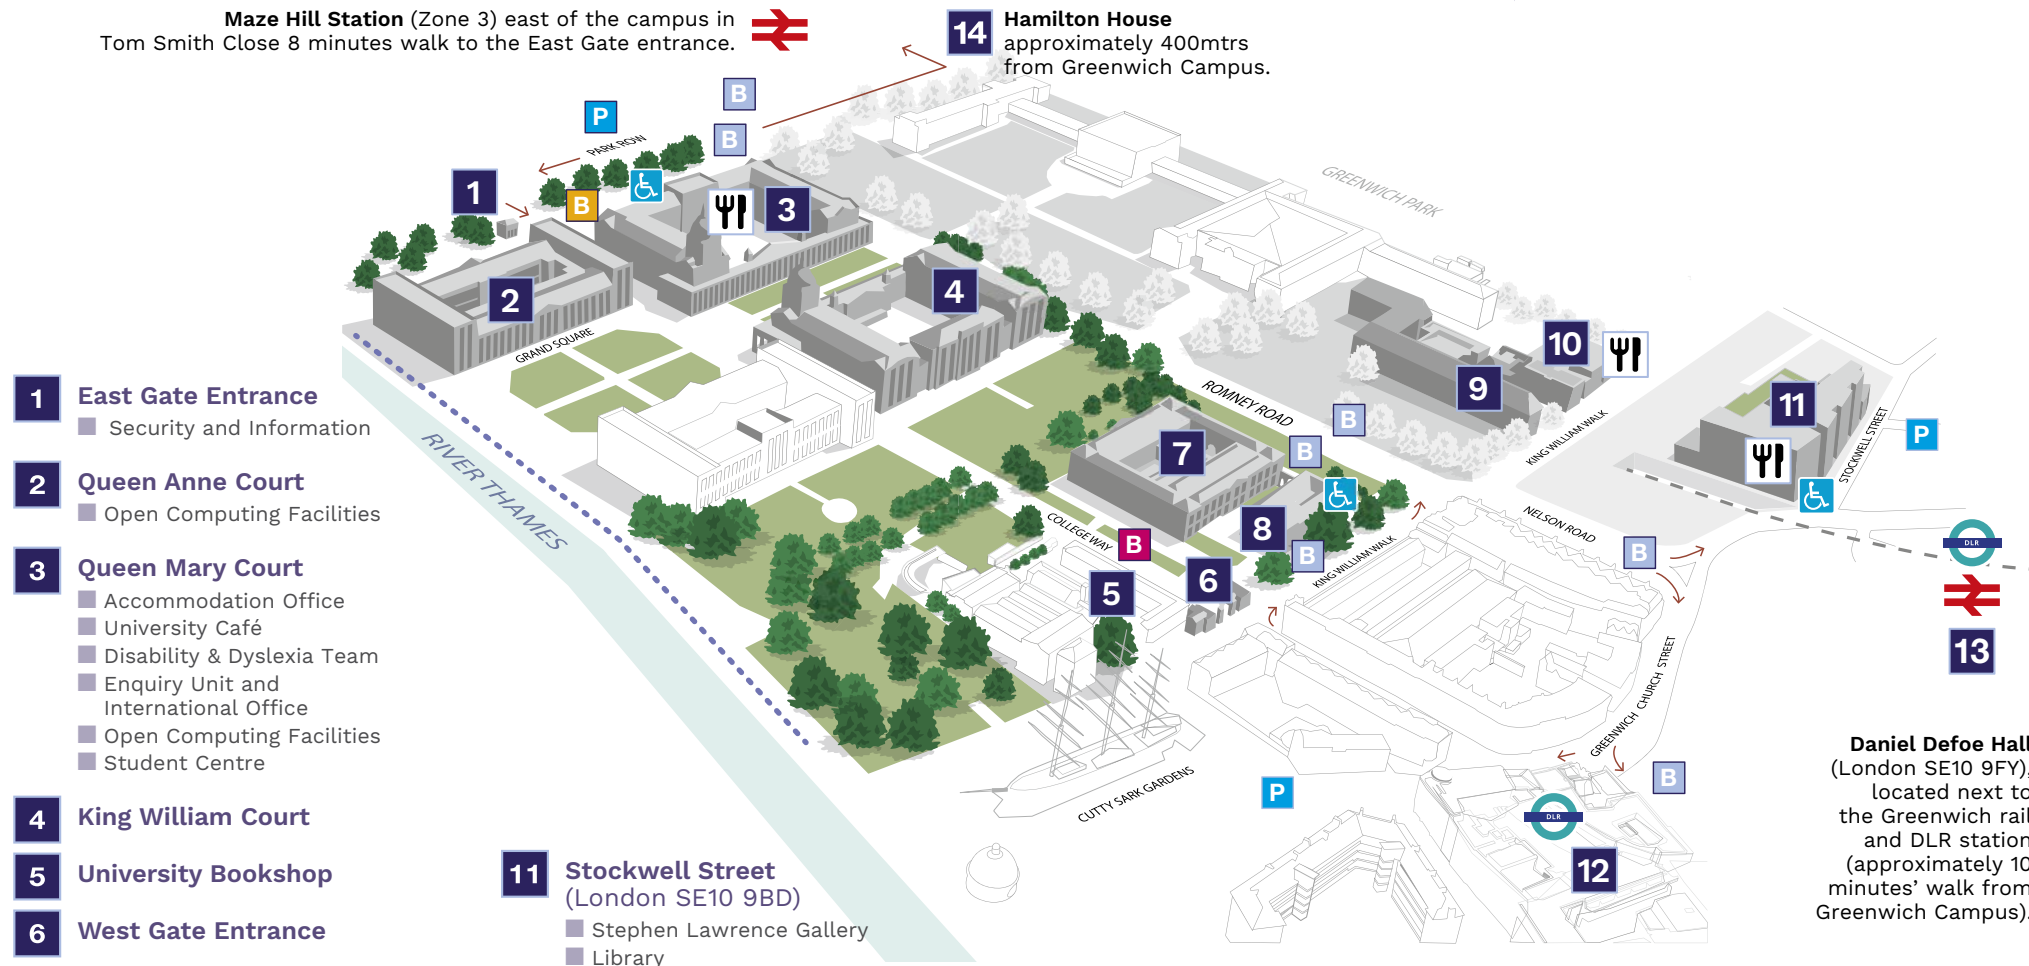 Maze Hill Station (Zone 3) east of the campus in
Tom Smith Close 8 minutes walk to the East Gate entrance.
14
Hamilton House
approximately 400mtrs
from Greenwich Campus.
B
P
B
PARK ROW
GREENWICH PARK
1
B
3
2
4
GRAND SQUARE
10
9
11
ROMNEY ROAD
B
KING WILLIAM WALK
STOCKWELL STREET
P
7
B
RIVER THAMES
COLLEGE WAY
B
8
B
KING WILLIAM WALK
NELSON ROAD
B
DLR
5
6
13
GREENWICH CHURCH STREET
B
P
CUTTY SARK GARDENS
DLR
12
1
East Gate Entrance
Security and Information
2
Queen Anne Court
Open Computing Facilities
3
Queen Mary Court
Accommodation Office
University Café
Disability & Dyslexia Team
Enquiry Unit and
International Office
Open Computing Facilities
Student Centre
4
King William Court
5
University Bookshop
6
West Gate Entrance
11
Stockwell Street
(London SE10 9BD)
Stephen Lawrence Gallery
Library
Daniel Defoe Hall
(London SE10 9FY),
located next to
the Greenwich rail
and DLR station
(approximately 10
minutes' walk from
Greenwich Campus).